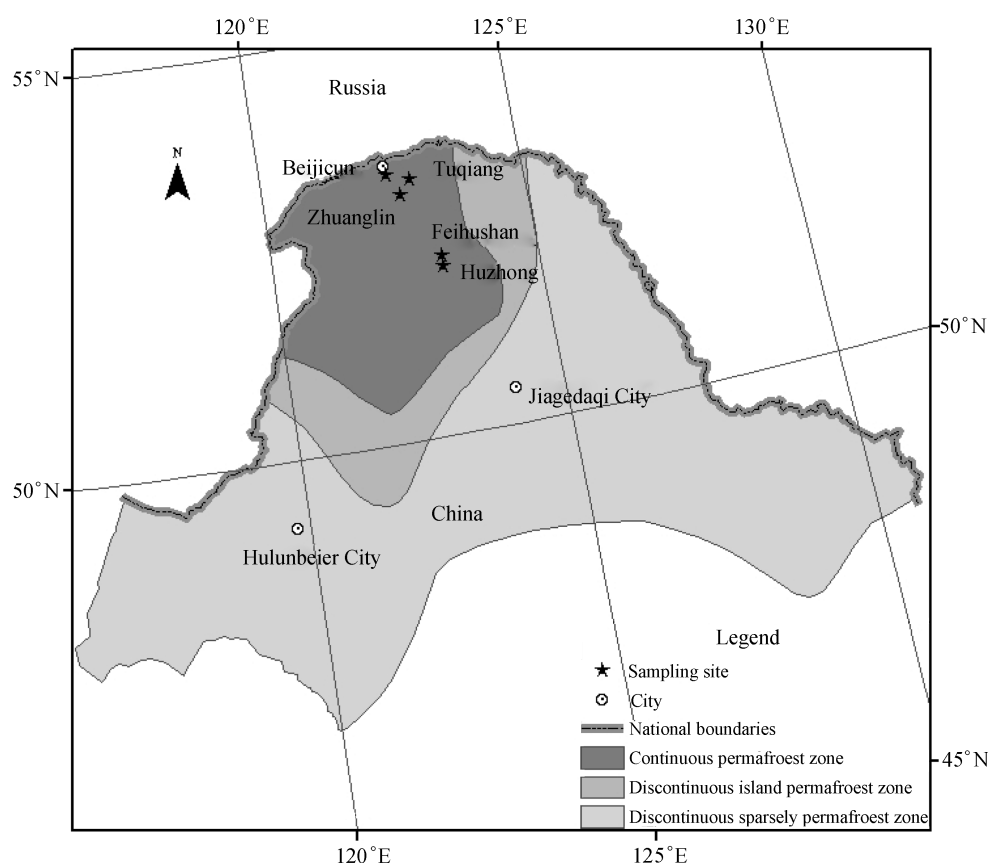 120°E 125°E 130°E
55°N
Russia
N
Beijicun Tuqiang
Zhuanglin
Feihushan
Huzhong
50°N
Jiagedaqi City
50°N
China
Hulunbeier City
Legend
Sampling site
City
National boundaries
Continuous permafroest zone
45°N
Discontinuous island permafroest zone
Discontinuous sparsely permafroest zone
120°E 125°E